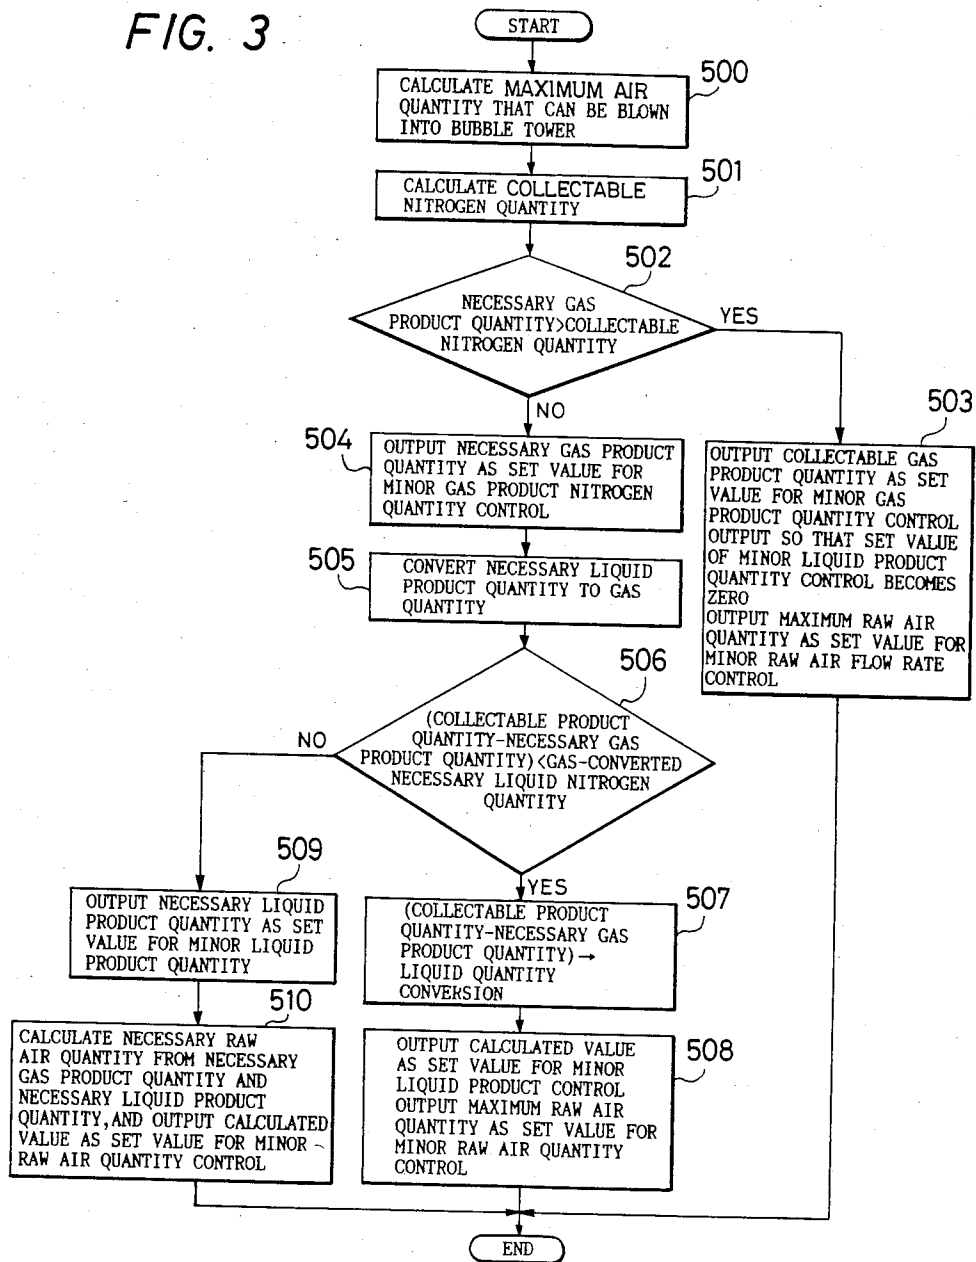 FIG. 3
START
500
CALCULATE MAXIMUM AIR
QUANTITY THAT CAN BE BLOWN
INTO BUBBLE TOWER
501
CALCULATE COLLECTABLE
NITROGEN QUANTITY
502
NECESSARY GAS
PRODUCT QUANTITY>COLLECTABLE
NITROGEN QUANTITY
YES
NO
503
OUTPUT COLLECTABLE GAS
PRODUCT QUANTITY AS SET
VALUE FOR MINOR GAS
PRODUCT QUANTITY CONTROL
OUTPUT SO THAT SET VALUE
OF MINOR LIQUID PRODUCT
QUANTITY CONTROL BECOMES
ZERO
OUTPUT MAXIMUM RAW AIR
QUANTITY AS SET VALUE FOR
MINOR RAW AIR FLOW RATE
CONTROL
504
OUTPUT NECESSARY GAS PRODUCT
QUANTITY AS SET VALUE FOR
MINOR GAS PRODUCT NITROGEN
QUANTITY CONTROL
505
CONVERT NECESSARY LIQUID
PRODUCT QUANTITY TO GAS
QUANTITY
506
(COLLECTABLE PRODUCT
QUANTITY-NECESSARY GAS
PRODUCT QUANTITY)<GAS-CONVERTED
NECESSARY LIQUID NITROGEN
QUANTITY
NO
YES
509
OUTPUT NECESSARY LIQUID
PRODUCT QUANTITY AS SET
VALUE FOR MINOR LIQUID
PRODUCT QUANTITY
507
(COLLECTABLE PRODUCT
QUANTITY-NECESSARY GAS
PRODUCT QUANTITY)→
LIQUID QUANTITY
CONVERSION
510
CALCULATE NECESSARY RAW
AIR QUANTITY FROM NECESSARY
GAS PRODUCT QUANTITY AND
NECESSARY LIQUID PRODUCT
QUANTITY,AND OUTPUT CALCULATED
VALUE AS SET VALUE FOR MINOR
RAW AIR QUANTITY CONTROL
508
OUTPUT CALCULATED VALUE
AS SET VALUE FOR MINOR
LIQUID PRODUCT CONTROL
OUTPUT MAXIMUM RAW AIR
QUANTITY AS SET VALUE FOR
MINOR RAW AIR QUANTITY
CONTROL
END